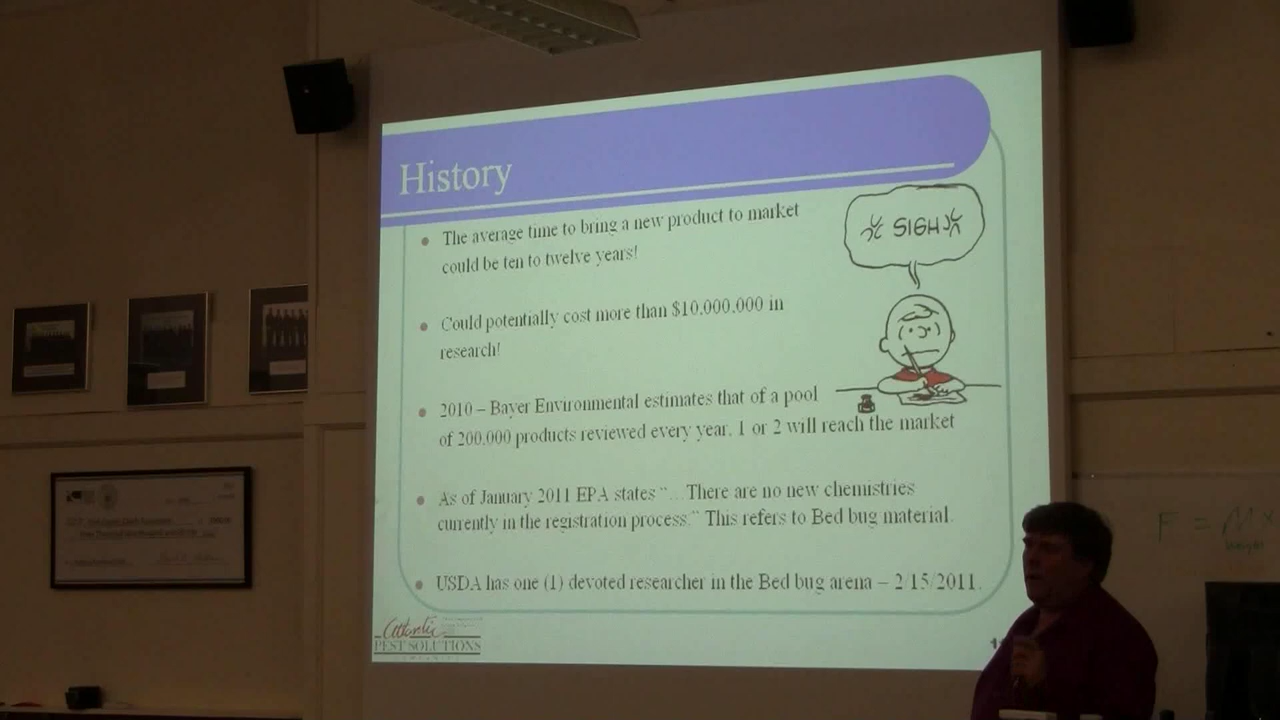 History
The average time to bring a new product to market
could be ten to twelve years!
SIGH
Could potentially cost more than $10.000.000 in
research!
2010 – Bayer Environmental estimates that of a pool
of 200.000 products reviewed every year, 1 or 2 will reach the market
As of January 2011 EPA states “…There are no new chemistries
currently in the registration process.” This refers to Bed bug material.
USDA has one (1) devoted researcher in the Bed bug arena – 2/15/2011.
Atlantic
PEST SOLUTIONS
F =